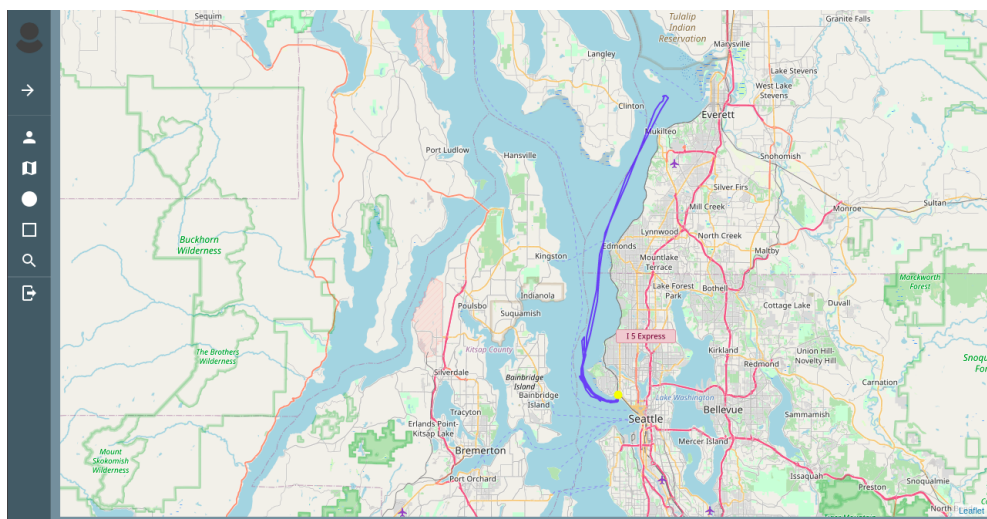 Sequim
Tulalip
Indian
Reservation
Granite Falls
Marysville
Langley
Lake Stevens
West Lake
Stevens
Clinton
Everett
Mukilteo
Port Ludlow
Hansville
Snohomish
Silver Firs
Sultan
Monroe
Mill Creek
Buckhorn
Wilderness
Lynnwood
North Creek
Edmonds
Maltby
Kingston
Mountlake
Terrace
Marckworth
Forest
Lake Forest
Park
Bothell
Indianola
Poulsbo
Cottage Lake
Duvall
Suquamish
I 5 Express
Kitsap County
Kirkland
Union Hill-
Novelty Hill
The Brothers
Wilderness
Redmond
Silverdale
Carnation
Bainbridge
Island
Bainbridge
Island
Lake Washington
Tracyton
Bellevue
Sammamish
Seattle
Erlands Point-
Kitsap Lake
Mercer Island
Bremerton
Mount
Skokomish
Wilderness
Issaquah
Port Orchard
Preston
Snoqualmie
North
Leaflet